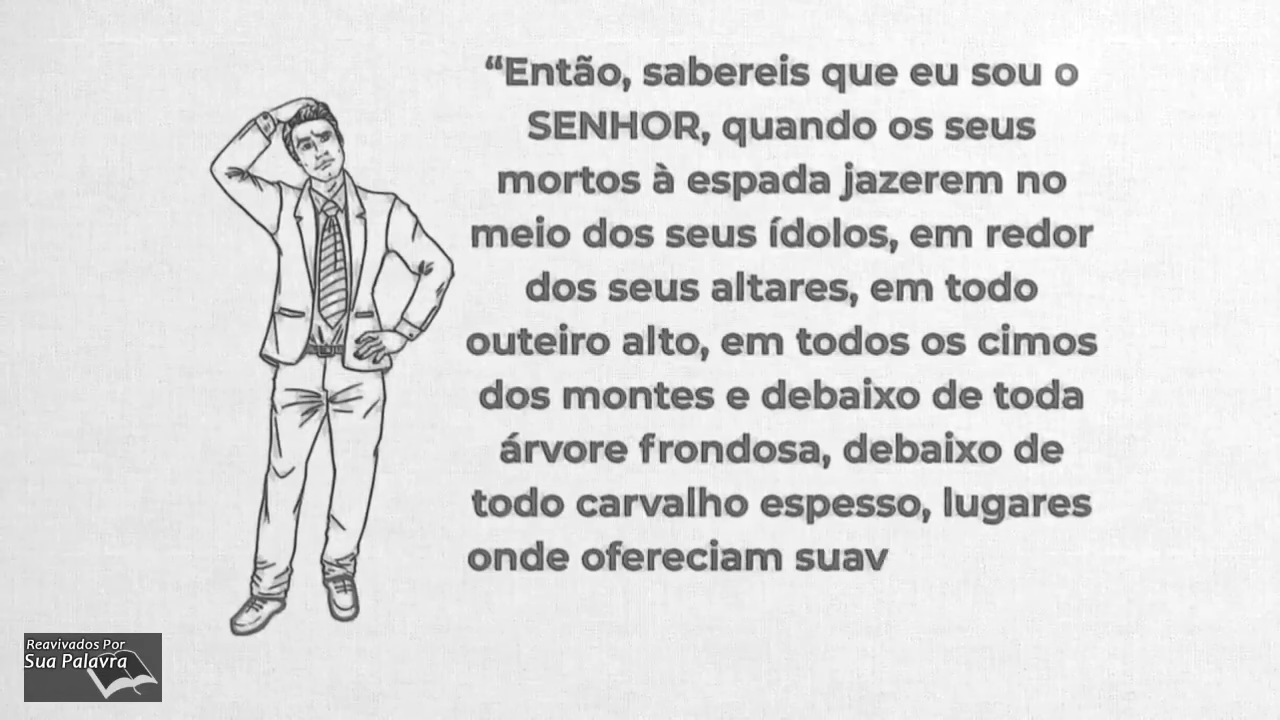 “Então, sabereis que eu sou o
SENHOR, quando os seus
mortos à espada jazerem no
meio dos seus ídolos, em redor
dos seus altares, em todo
outeiro alto, em todos os cimos
dos montes e debaixo de toda
árvore frondosa, debaixo de
todo carvalho espesso, lugares
onde ofereciam suav
Reavivados Por
Sua Palavra